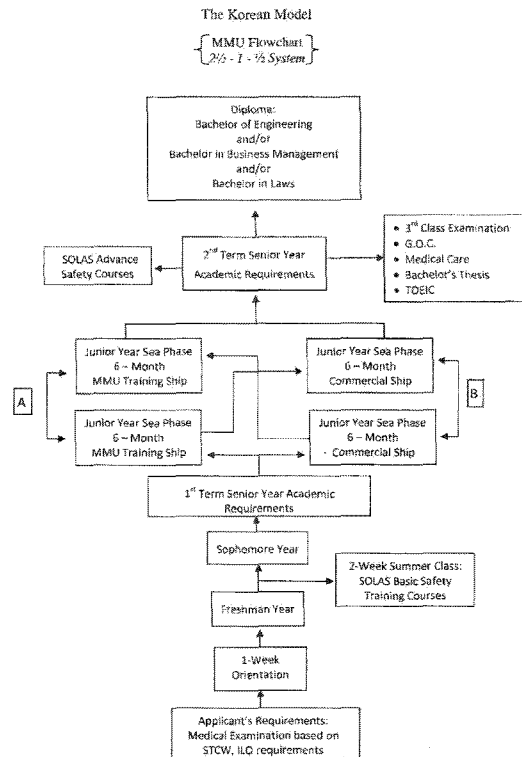 The Korean Model
MMU Flowchart
2½ - 1 - ½ System
Diploma:
Bachelor of Engineering
and/or
Bachelor in Business Management
and/or
Bachelor in Laws
SOLAS Advance
Safety Courses
2nd Term Senior Year
Academic Requirements
• 3rd Class Examination
• G.O.C.
• Medical Care
• Bachelor's Thesis
• TOEIC
Junior Year Sea Phase
6 – Month
MMU Training Ship
Junior Year Sea Phase
6 – Month
Commercial Ship
A
B
Junior Year Sea Phase
6 – Month
MMU Training Ship
Junior Year Sea Phase
6 – Month
- Commercial Ship
1st Term Senior Year Academic
Requirements
Sophomore Year
2-Week Summer Class:
SOLAS Basic Safety
Training Courses
Freshman Year
1-Week
Orientation
Applicant's Requirements:
Medical Examination based on
STCW, ILO requirements